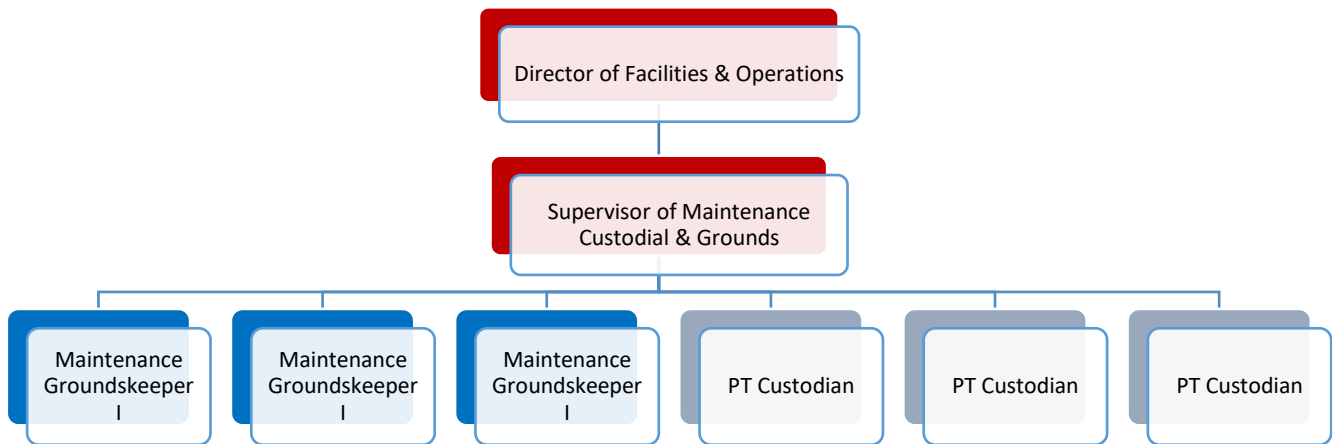 Director of Facilities & Operations
Supervisor of Maintenance
Custodial & Grounds
Maintenance
Groundskeeper
I
Maintenance
Groundskeeper
I
Maintenance
Groundskeeper
I
PT Custodian
PT Custodian
PT Custodian